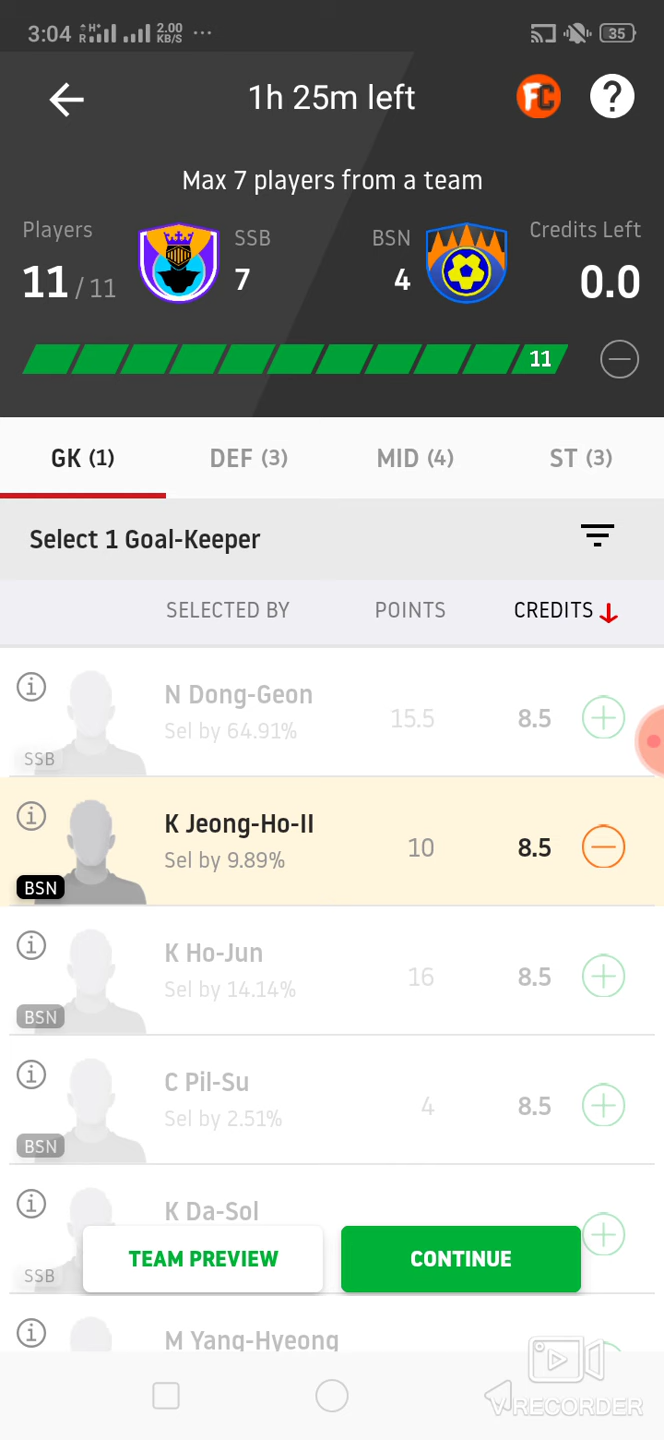 3:04 R H+ 2.00 KB/S ... 35
1h 25m left FC ?
Max 7 players from a team
Players SSB BSN Credits Left
11 / 11 7 4 0.0
11
GK (1) DEF (3) MID (4) ST (3)
Select 1 Goal-Keeper
SELECTED BY POINTS CREDITS
N Dong-Geon
Sel by 64.91% 15.5 8.5
SSB
K Jeong-Ho-II
Sel by 9.89% 10 8.5
BSN
K Ho-Jun
Sel by 14.14% 16 8.5
BSN
C Pil-Su
Sel by 2.51% 4 8.5
BSN
K Da-Sol
TEAM PREVIEW CONTINUE
SSB
M Yang-Hyeong
VRECORDER